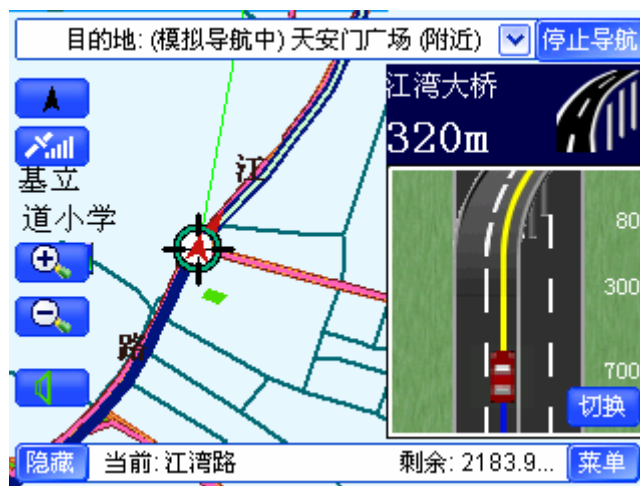 目的地: (模拟导航中) 天安门广场 (附近)
停止导航
江湾大桥
320m
江
基立
道小学
路
80
300
700
切换
隐藏
当前: 江湾路
剩余: 2183.9...
菜单